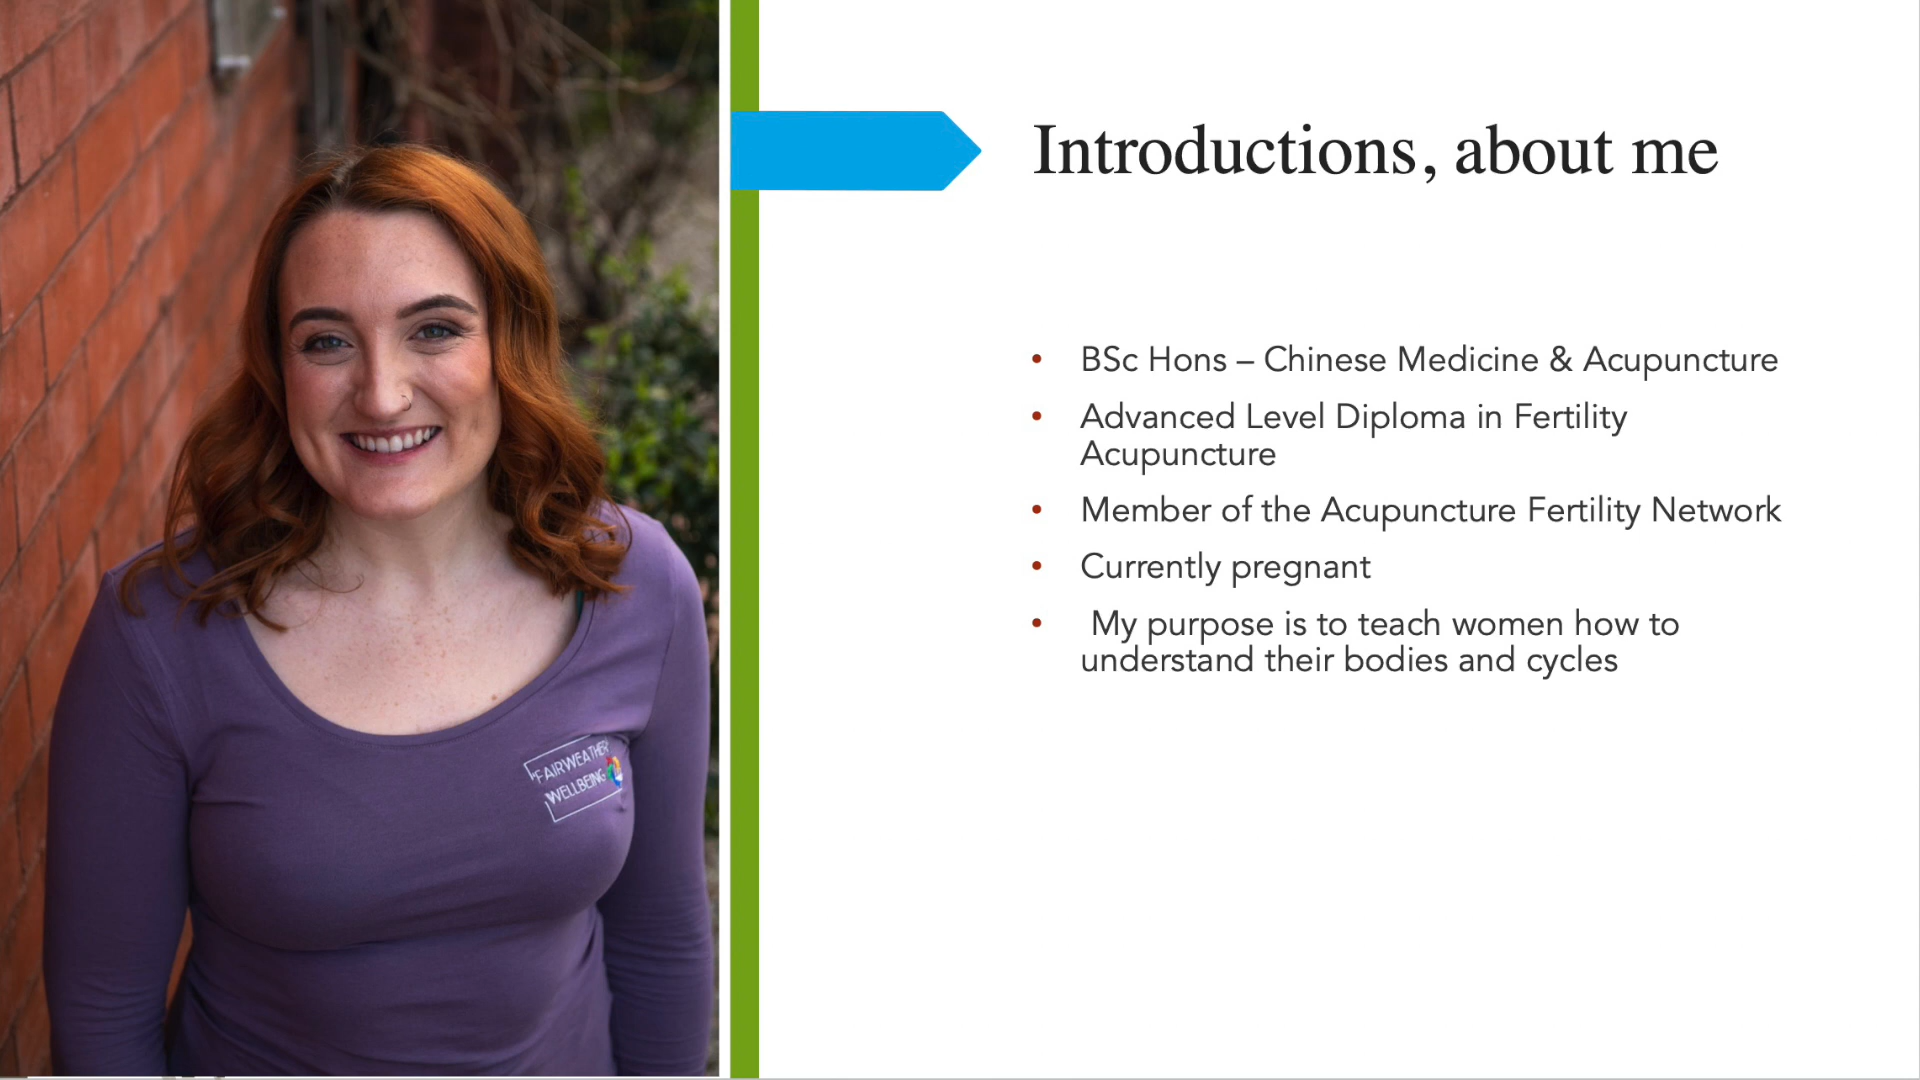 Introductions, about me
• BSc Hons – Chinese Medicine & Acupuncture
• Advanced Level Diploma in Fertility
Acupuncture
• Member of the Acupuncture Fertility Network
• Currently pregnant
• My purpose is to teach women how to
understand their bodies and cycles
FAIRWEATHER
WELLBEING